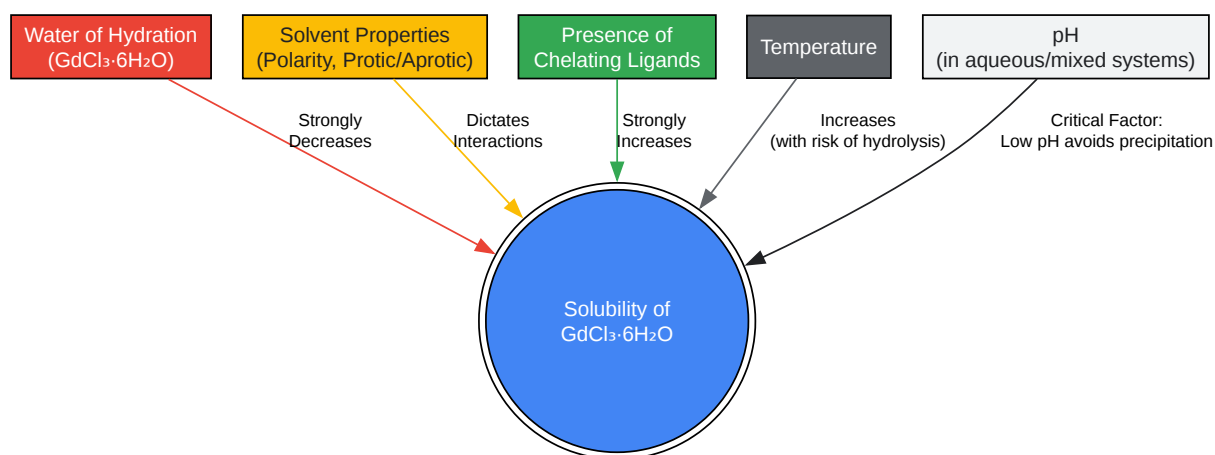 Water of Hydration
(GdCl₃·6H₂O)
Solvent Properties
(Polarity, Protic/Aprotic)
Presence of
Chelating Ligands
Temperature
pH
(in aqueous/mixed systems)
Strongly
Decreases
Dictates
Interactions
Strongly
Increases
Increases
(with risk of hydrolysis)
Critical Factor:
Low pH avoids precipitation
Solubility of
GdCl₃·6H₂O